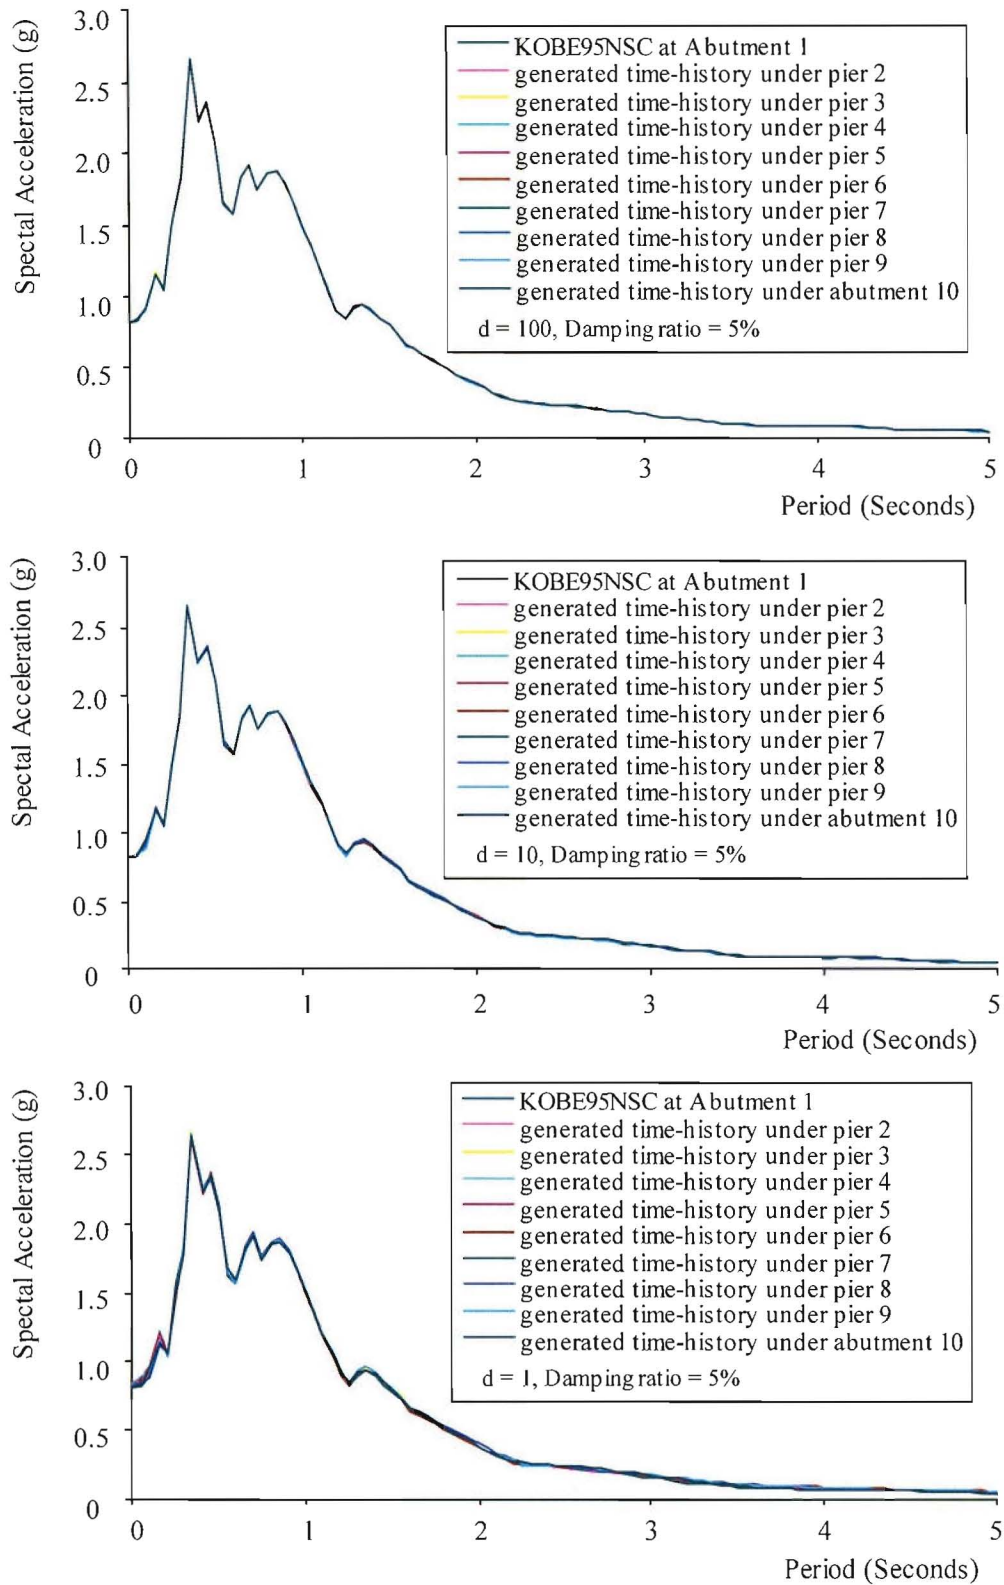 Spectal Acceleration (g)
3.0
2.5
2.0
1.5
1.0
0.5
0
KOBE95NSC at Abutment 1
generated time-history under pier 2
generated time-history under pier 3
generated time-history under pier 4
generated time-history under pier 5
generated time-history under pier 6
generated time-history under pier 7
generated time-history under pier 8
generated time-history under pier 9
generated time-history under abutment 10
d = 100, Damping ratio = 5%
0 1 2 3 4 5
Period (Seconds)
Spectal Acceleration (g)
3.0
2.5
2.0
1.5
1.0
0.5
0
KOBE95NSC at Abutment 1
generated time-history under pier 2
generated time-history under pier 3
generated time-history under pier 4
generated time-history under pier 5
generated time-history under pier 6
generated time-history under pier 7
generated time-history under pier 8
generated time-history under pier 9
generated time-history under abutment 10
d = 10, Damping ratio = 5%
0 1 2 3 4 5
Period (Seconds)
Spectal Acceleration (g)
3.0
2.5
2.0
1.5
1.0
0.5
0
KOBE95NSC at Abutment 1
generated time-history under pier 2
generated time-history under pier 3
generated time-history under pier 4
generated time-history under pier 5
generated time-history under pier 6
generated time-history under pier 7
generated time-history under pier 8
generated time-history under pier 9
generated time-history under abutment 10
d = 1, Damping ratio = 5%
0 1 2 3 4 5
Period (Seconds)